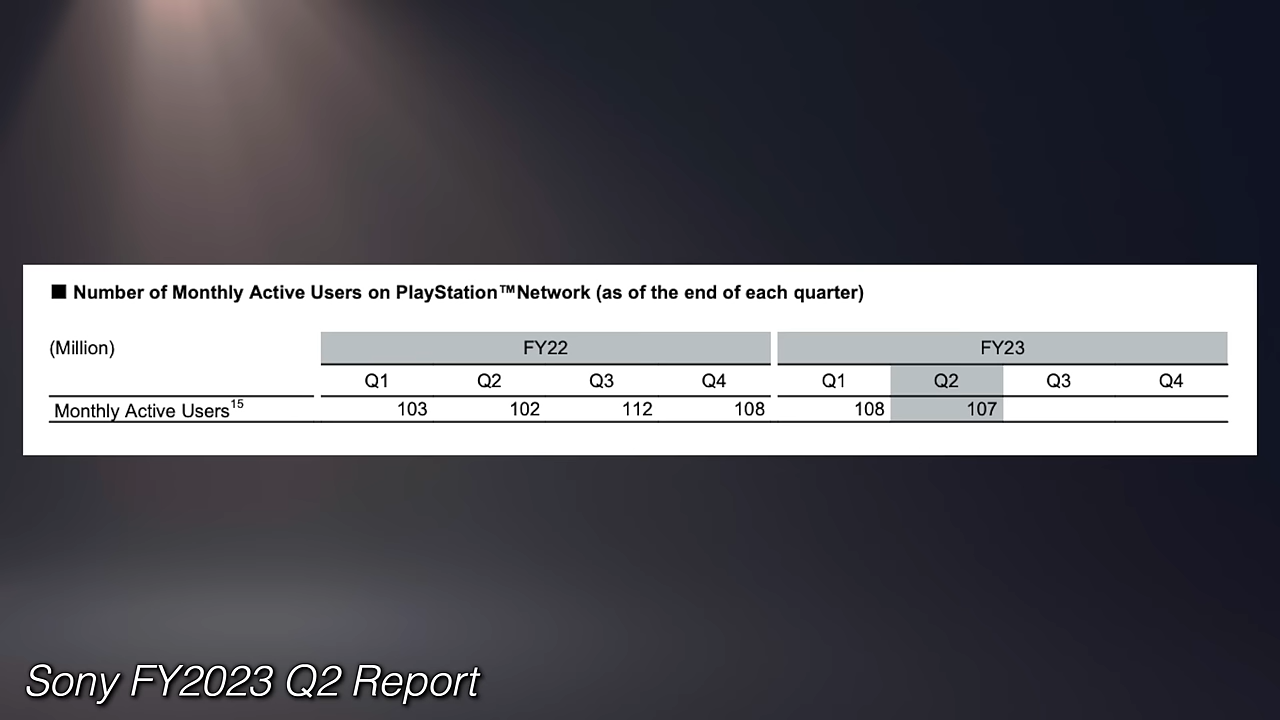 ■ Number of Monthly Active Users on PlayStation™Network (as of the end of each quarter)
(Million) FY22 FY23
Q1 Q2 Q3 Q4 Q1 Q2 Q3 Q4
Monthly Active Users15 103 102 112 108 108 107
Sony FY2023 Q2 Report